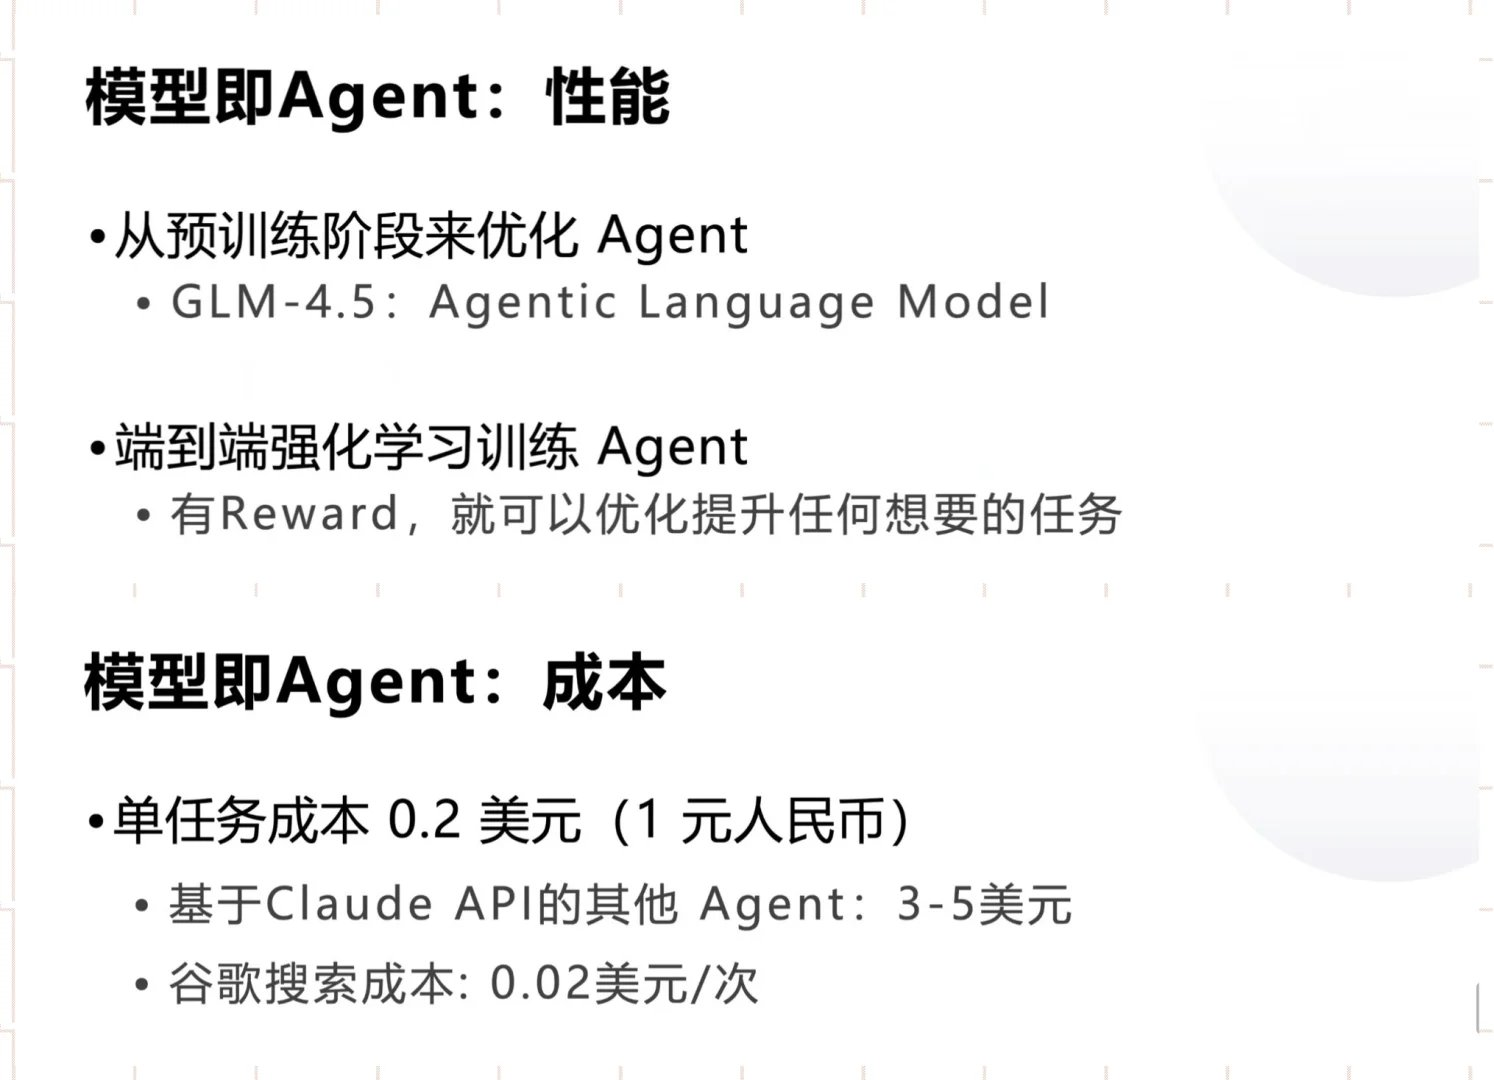 模型即Agent：性能
•从预训练阶段来优化 Agent
• GLM-4.5：Agentic Language Model
•端到端强化学习训练 Agent
• 有Reward，就可以优化提升任何想要的任务
模型即Agent：成本
•单任务成本 0.2 美元（1 元人民币）
• 基于Claude API的其他 Agent：3-5美元
• 谷歌搜索成本: 0.02美元/次